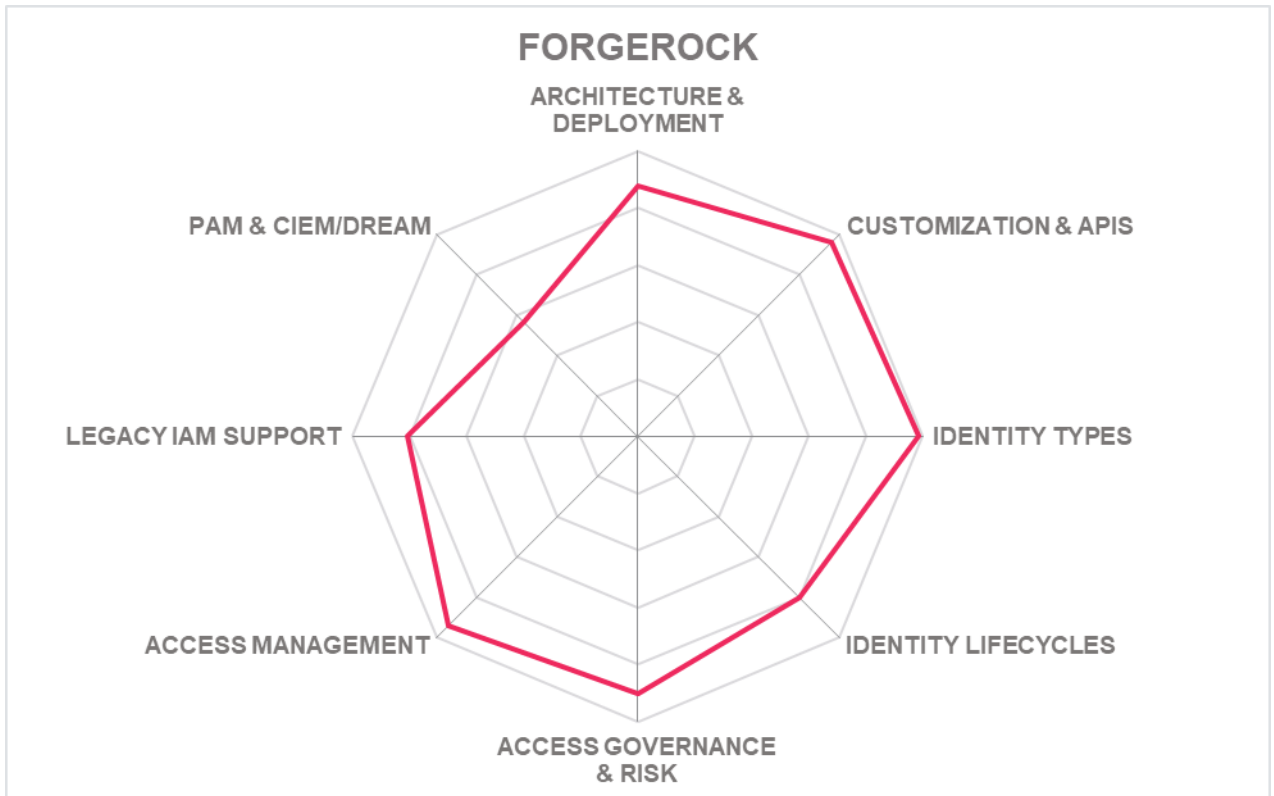 FORGEROCK
ARCHITECTURE &
DEPLOYMENT
PAM & CIEM/DREAM
CUSTOMIZATION & APIS
LEGACY IAM SUPPORT
IDENTITY TYPES
ACCESS MANAGEMENT
IDENTITY LIFECYCLES
ACCESS GOVERNANCE
& RISK